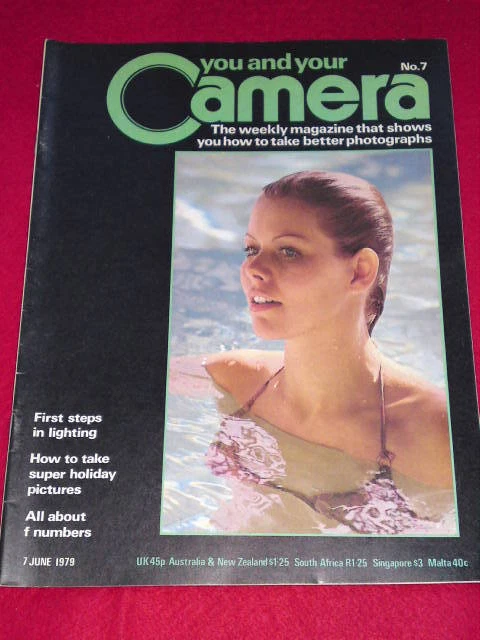 you and your
No.7
Camera
The weekly magazine that shows
you how to take better photographs
First steps
in lighting
How to take
super holiday
pictures
All about
f numbers
7 JUNE 1979
UK45p Australia & New Zealand$1·25 South Africa R1·25 Singapore $3 Malta 40c